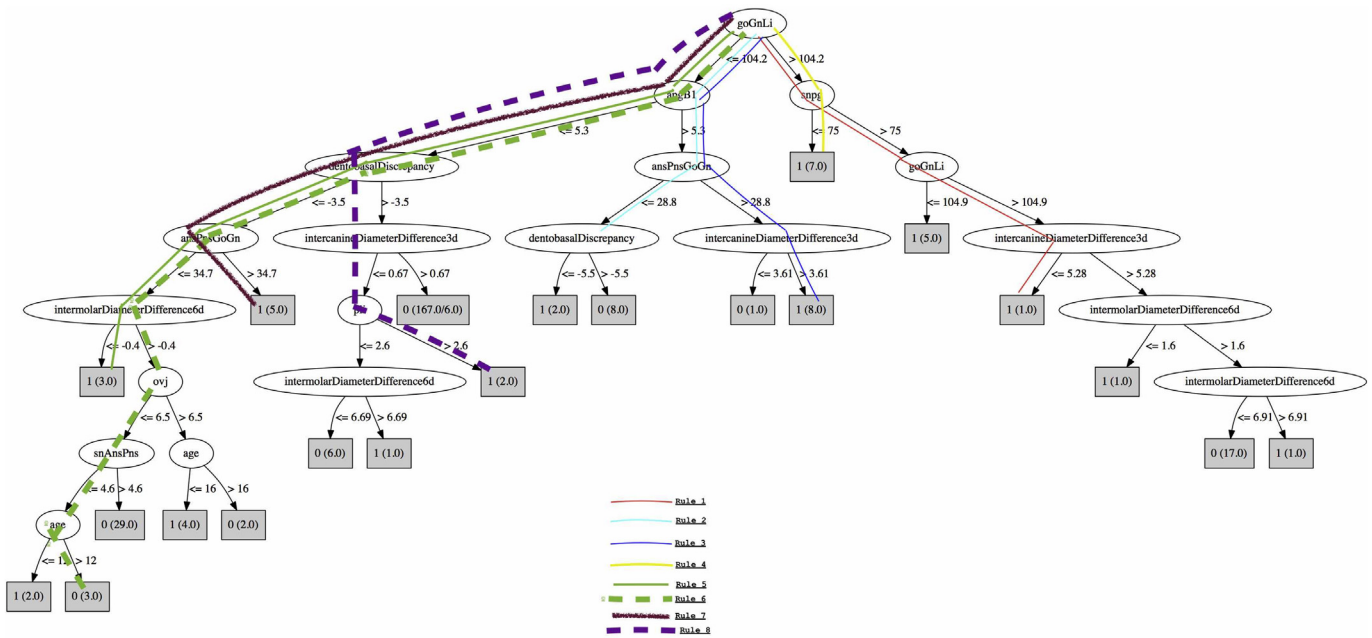 goGnLi
<= 104.2 > 104.2
angB1 snpg
<= 5.3 > 5.3 <= 75 > 75
dentobasalDiscrepancy ansPnsGoGn 1 (7.0) goGnLi
<= -3.5 > -3.5 <= 28.8 > 28.8 <= 104.9 > 104.9
ansPnsGoGn intercanineDiameterDifference3d dentobasalDiscrepancy intercanineDiameterDifference3d 1 (5.0) intercanineDiameterDifference3d
<= 34.7 > 34.7 <= 0.67 > 0.67 <= -5.5 > -5.5 <= 3.61 > 3.61 <= 5.28 > 5.28
intermolarDiameterDifference6d 1 (5.0) 0 (167.0/6.0) 1 (2.0) 0 (8.0) 0 (1.0) 1 (8.0) 1 (1.0) intermolarDiameterDifference6d
<= -0.4 > -0.4 <= 2.6 > 2.6 <= 1.6 > 1.6
1 (3.0) ovj intermolarDiameterDifference6d 1 (2.0) 1 (1.0) intermolarDiameterDifference6d
<= 6.5 > 6.5 <= 6.69 > 6.69 <= 6.91 > 6.91
snAnsPns age 0 (6.0) 1 (1.0) 0 (17.0) 1 (1.0)
<= 4.6 > 4.6 <= 16 > 16
age 0 (29.0) 1 (4.0) 0 (2.0)
> 12
1 (2.0) 0 (3.0)
Rule 1
Rule 2
Rule 3
Rule 4
Rule 5
Rule 6
Rule 7
Rule 8